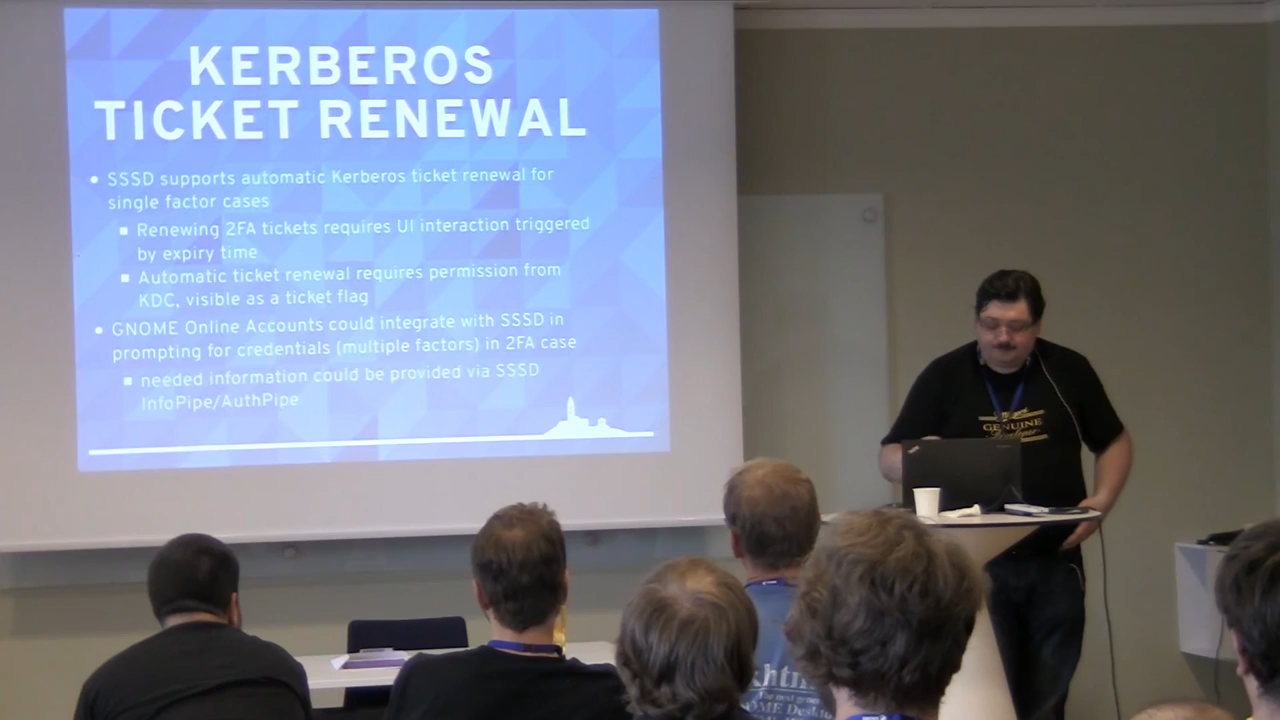 KERBEROS
TICKET RENEWAL
• SSSD supports automatic Kerberos ticket renewal for
single factor cases
▪ Renewing 2FA tickets requires UI interaction triggered
by expiry time
▪ Automatic ticket renewal requires permission from
KDC, visible as a ticket flag
• GNOME Online Accounts could integrate with SSSD in
prompting for credentials (multiple factors) in 2FA case
▪ needed information could be provided via SSSD
InfoPipe/AuthPipe
GENUINE
The next gener